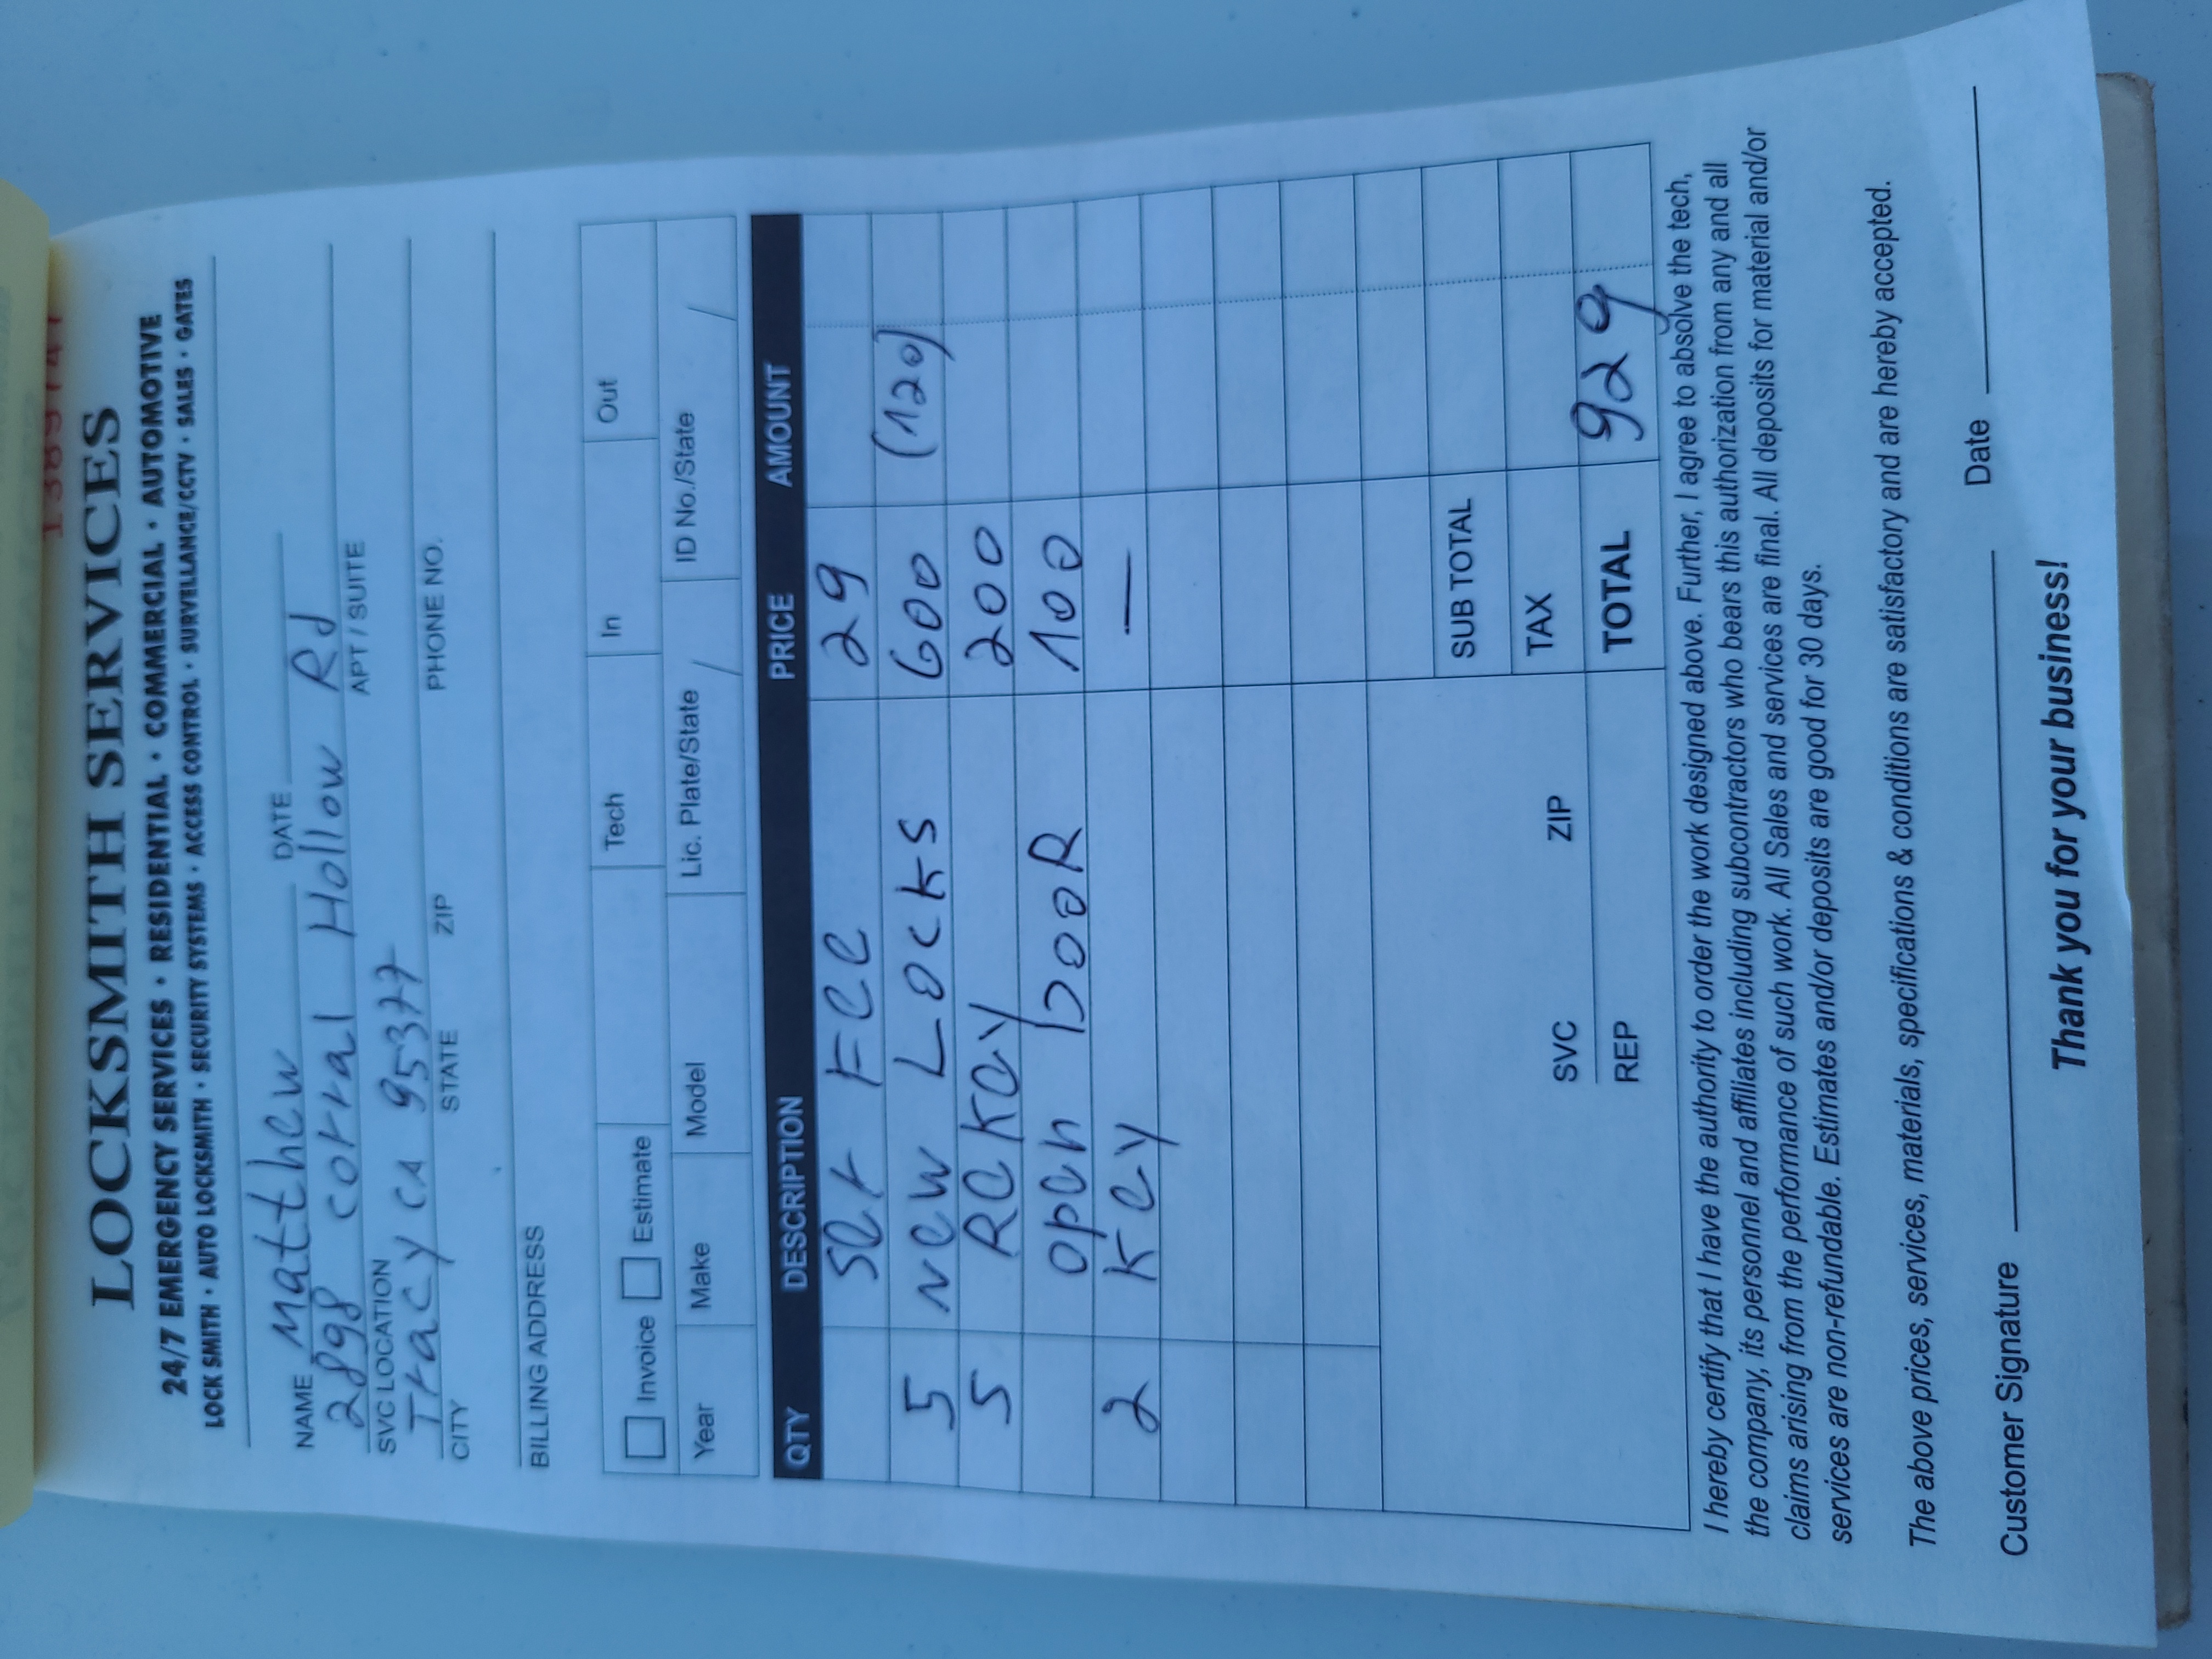 LOCKSMITH SERVICES
24/7 EMERGENCY SERVICES • RESIDENTIAL • COMMERCIAL • AUTOMOTIVE
LOCK SMITH • AUTO LOCKSMITH • SECURITY SYSTEMS • ACCESS CONTROL • SURVEILLANCE/CCTV • SALES • GATES
NAME Matthew DATE
2898 corral Hollow Rd
SVC LOCATION APT / SUITE
Tracy CA 95377
CITY STATE ZIP PHONE NO.
BILLING ADDRESS
Invoice Estimate Tech In Out
Year Make Model Lic. Plate/State / ID No./State /
QTY DESCRIPTION PRICE AMOUNT
Fee 29
5 New Locks 600 (120)
5 Rekey 200
open DooR 100
2 Key —
SUB TOTAL
SVC ZIP TAX
REP TOTAL 929
I hereby certify that I have the authority to order the work designed above. Further, I agree to absolve the tech,
the company, its personnel and affiliates including subcontractors who bears this authorization from any and all
claims arising from the performance of such work. All Sales and services are final. All deposits for material and/or
services are non-refundable. Estimates and/or deposits are good for 30 days.
The above prices, services, materials, specifications & conditions are satisfactory and are hereby accepted.
Customer Signature Date
Thank you for your business!